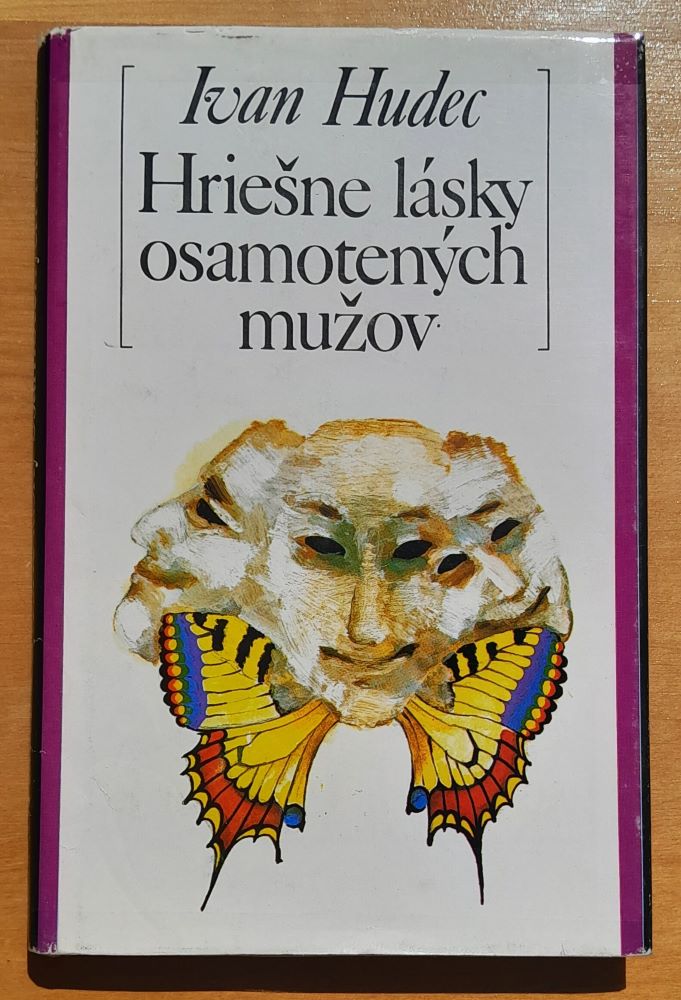 Ivan Hudec
Hriešne lásky
osamotených
mužov